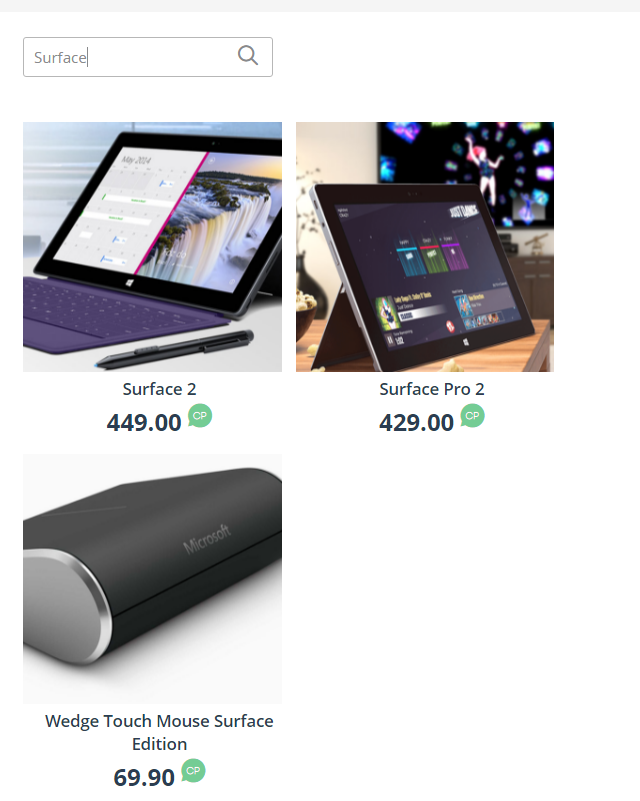 Surface
May 2014
JUST DANCE
Surface 2
Surface Pro 2
449.00 CP
429.00 CP
Microsoft
Wedge Touch Mouse Surface
Edition
69.90 CP